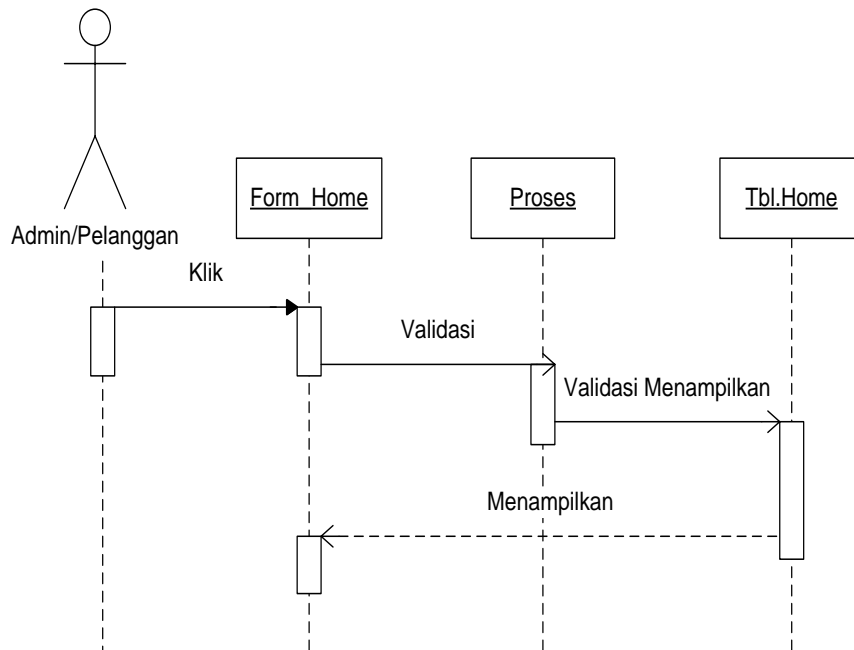 Form_Home
Proses
Tbl.Home
Admin/Pelanggan
Klik
Validasi
Validasi Menampilkan
Menampilkan